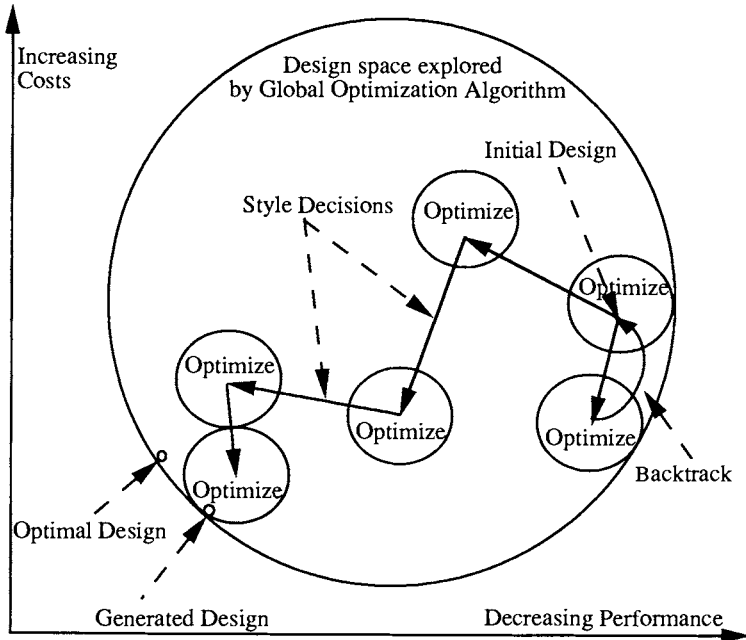 Increasing
Costs
Design space explored
by Global Optimization Algorithm
Initial Design
Style Decisions
Optimize
Optimize
Optimize
Optimize
Optimize
Backtrack
Optimize
Optimal Design
Generated Design
Decreasing Performance